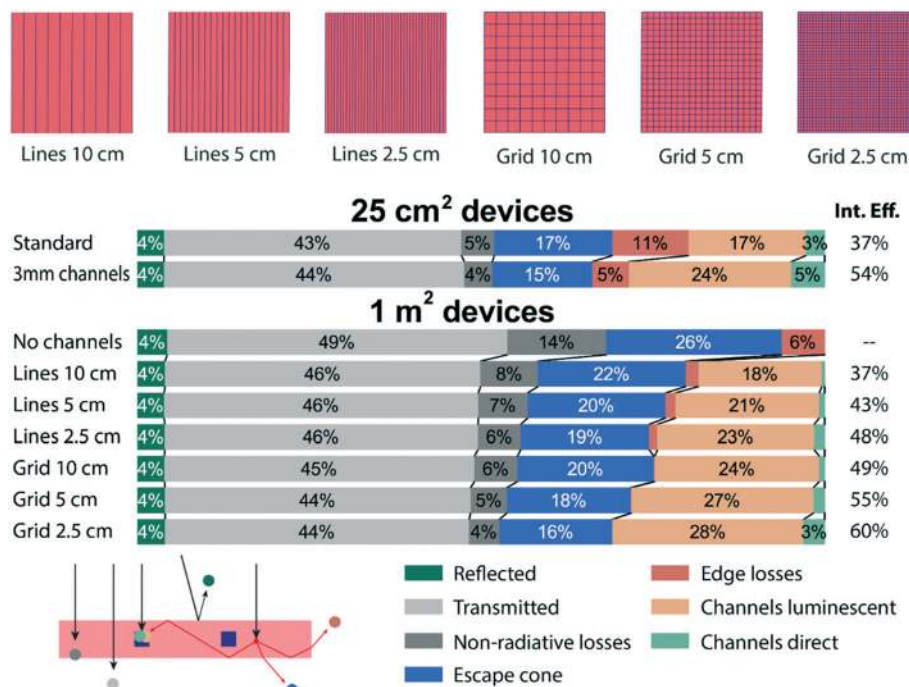 Lines 10 cm Lines 5 cm Lines 2.5 cm Grid 10 cm Grid 5 cm Grid 2.5 cm
25 cm² devices Int. Eff.
Standard 4% 43% 5% 17% 11% 17% 3% 37%
3mm channels 4% 44% 4% 15% 5% 24% 5% 54%
1 m² devices
No channels 4% 49% 14% 26% 6% --
Lines 10 cm 4% 46% 8% 22% 18% 37%
Lines 5 cm 4% 46% 7% 20% 21% 43%
Lines 2.5 cm 4% 46% 6% 19% 23% 48%
Grid 10 cm 4% 45% 6% 20% 24% 49%
Grid 5 cm 4% 44% 5% 18% 27% 55%
Grid 2.5 cm 4% 44% 4% 16% 28% 3% 60%
Reflected Edge losses
Transmitted Channels luminescent
Non-radiative losses Channels direct
Escape cone